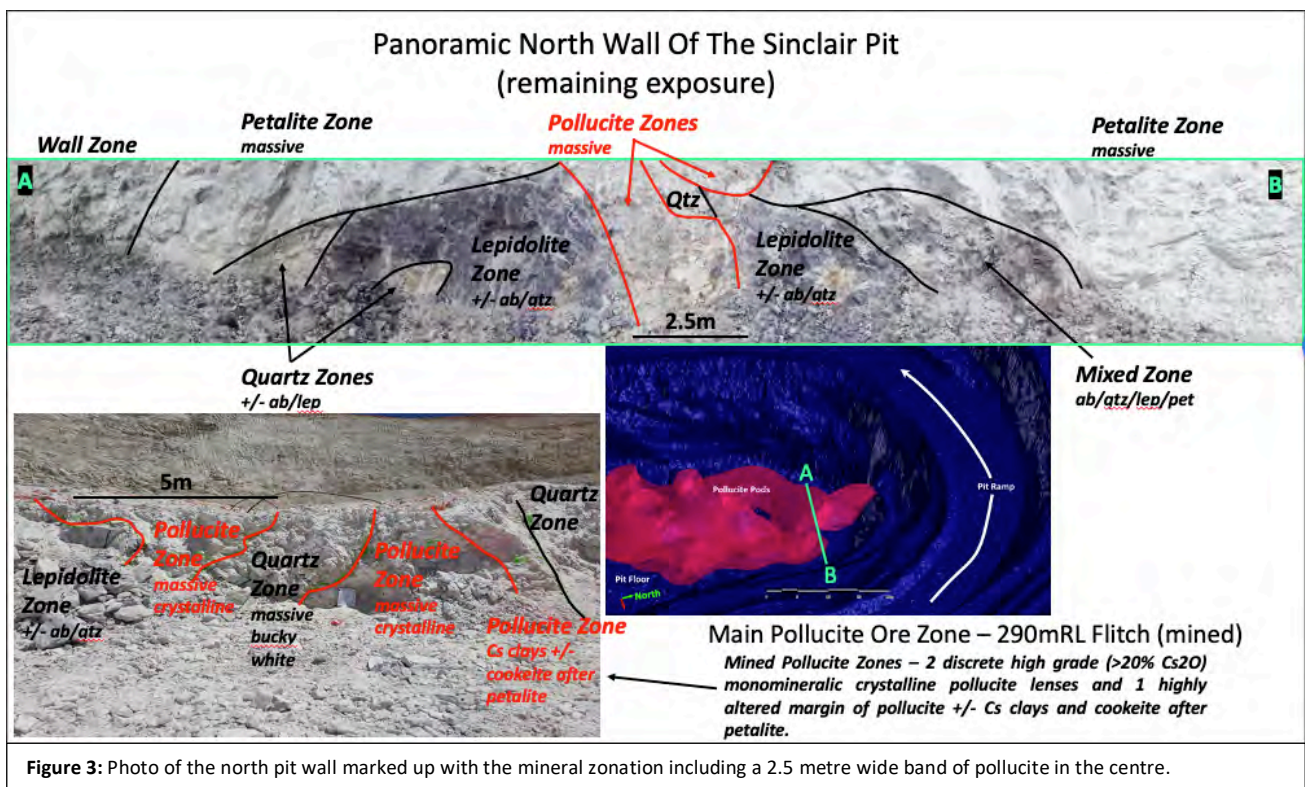 Panoramic North Wall Of The Sinclair Pit
(remaining exposure)
Wall Zone
Petalite Zone
massive
Pollucite Zones
massive
Petalite Zone
massive
A
B
Qtz
Lepidolite
Zone
+/- ab/qtz
Lepidolite
Zone
+/- ab/qtz
2.5m
Quartz Zones
+/- ab/lep
Mixed Zone
ab/qtz/lep/pet
5m
Quartz
Zone
Pollucite
Zone
massive
crystalline
Lepidolite
Zone
+/- ab/qtz
Quartz
Zone
massive
bucky
white
Pollucite
Zone
massive
crystalline
Pollucite Zone
Cs clays +/-
cookeite after
petalite
A
Pollucite Pods
Pit Ramp
B
Pit Floor
North
Main Pollucite Ore Zone – 290mRL Flitch (mined)
Mined Pollucite Zones – 2 discrete high grade (>20% Cs2O)
monomineralic crystalline pollucite lenses and 1 highly
altered margin of pollucite +/- Cs clays and cookeite after
petalite.
Figure 3: Photo of the north pit wall marked up with the mineral zonation including a 2.5 metre wide band of pollucite in the centre.